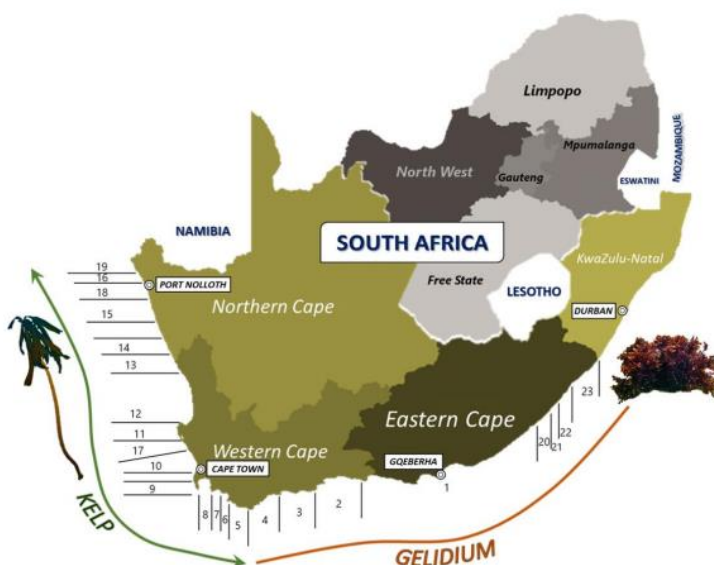 Limpopo
MOZAMBIQUE
Mpumalanga
North West
Gauteng
ESWATINI
NAMIBIA
SOUTH AFRICA
KwaZulu-Natal
19
16
PORT NOLLOTH
Free State
18
Northern Cape
LESOTHO
DURBAN
15
14
13
23
12
Eastern Cape
22
11
Western Cape
20
21
17
GQEBERHA
10
CAPE TOWN
9
1
8
7
6
5
4
3
2
KELP
GELIDIUM